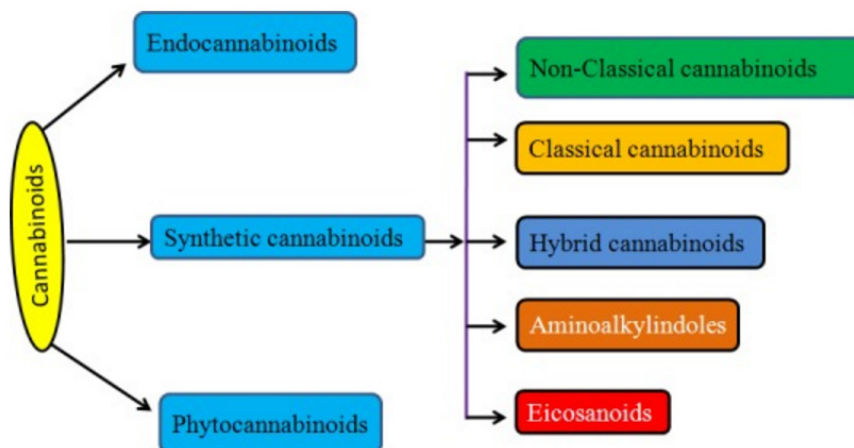 Cannabinoids
Endocannabinoids
Synthetic cannabinoids
Phytocannabinoids
Non-Classical cannabinoids
Classical cannabinoids
Hybrid cannabinoids
Aminoalkylindoles
Eicosanoids